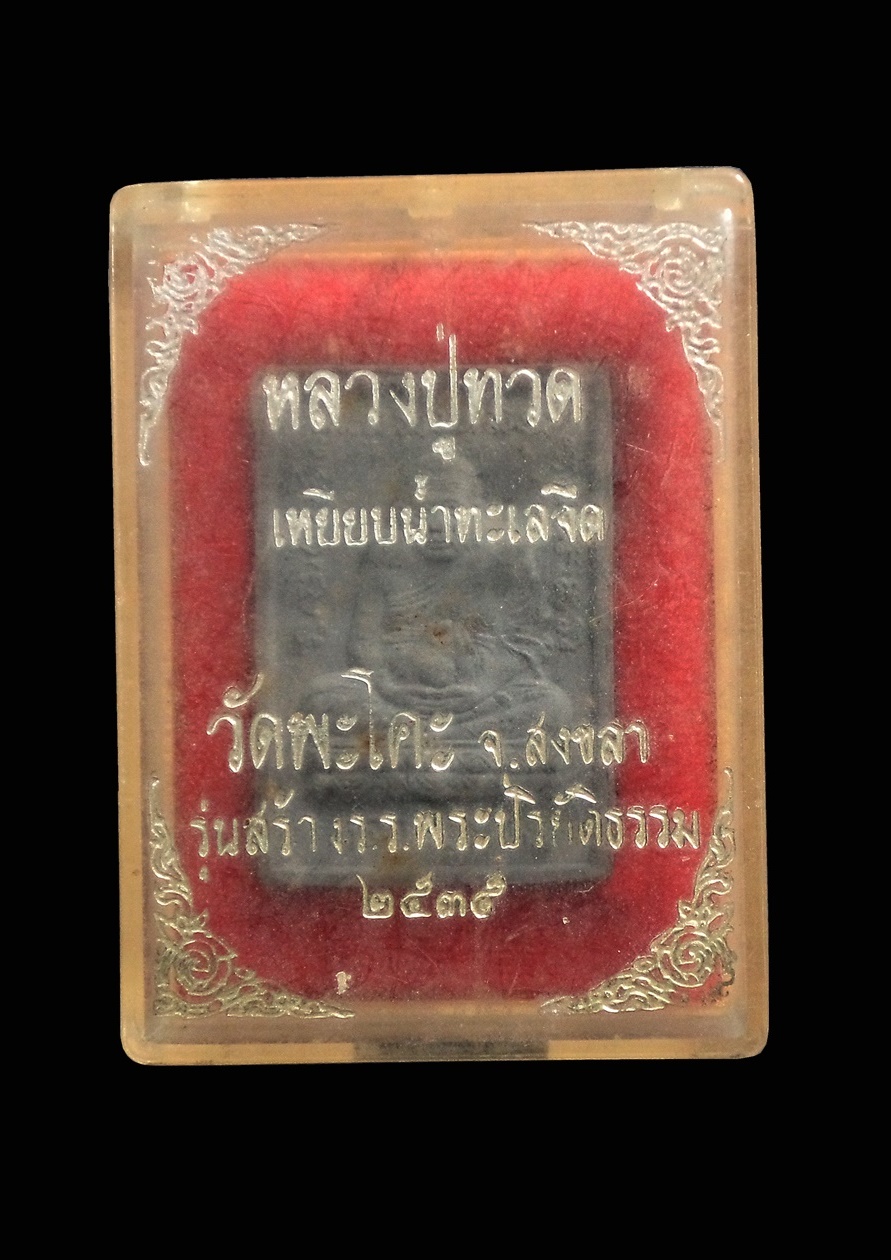 หลวงปู่ทวด
เหยียบน้ำทะเลจืด
วัดพะโคะ จ.สงขลา
รุ่นสร้างร.ร.พระปริยัติธรรม
๒๕๓๕